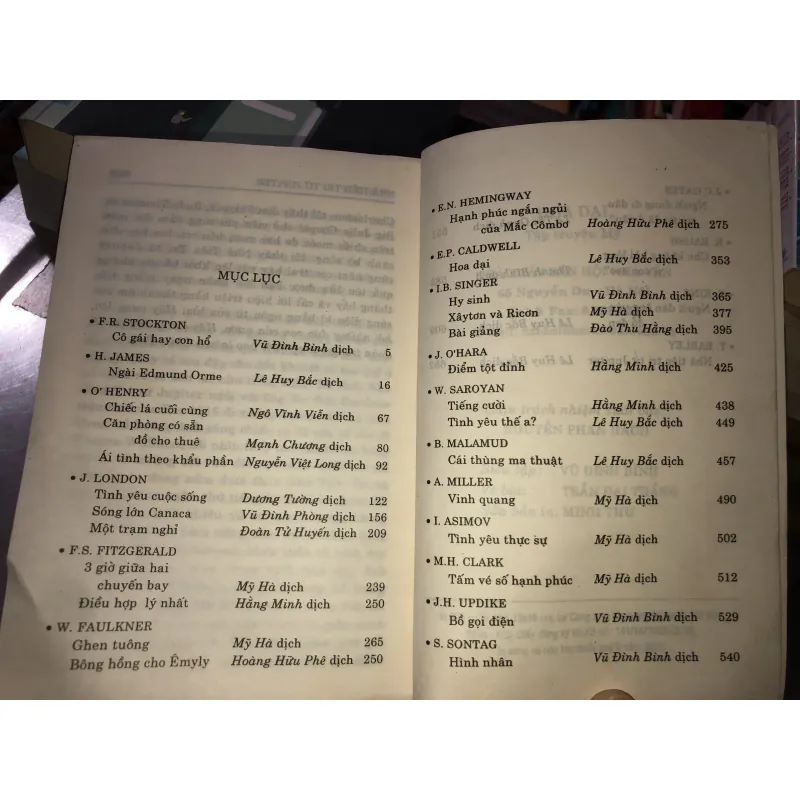 MỤC LỤC
• F.R. STOCKTON
Cô gái hay con hổ Vũ Đình Bình dịch 5
• H. JAMES
Ngài Edmund Orme Lê Huy Bắc dịch 16
• O' HENRY
Chiếc lá cuối cùng Ngô Vĩnh Viễn dịch 67
Căn phòng có sẵn
đồ cho thuê Mạnh Chương dịch 80
Ái tình theo khẩu phần Nguyễn Việt Long dịch 92
• J. LONDON
Tình yêu cuộc sống Dương Tường dịch 122
Sóng lớn Canaca Vũ Đình Phòng dịch 156
Một trạm nghỉ Đoàn Tử Huyến dịch 209
• F.S. FITZGERALD
3 giờ giữa hai
chuyến bay Mỹ Hà dịch 239
Điều hợp lý nhất Hằng Minh dịch 250
• W. FAULKNER
Ghen tuông Mỹ Hà dịch 265
Bông hồng cho Êmyly Hoàng Hữu Phê dịch 250
• E.N. HEMINGWAY
Hạnh phúc ngắn ngủi
của Mắc Cômbơ Hoàng Hữu Phê dịch 275
• E.P. CALDWELL
Hoa dại Lê Huy Bắc dịch 353
• I.B. SINGER
Hy sinh Vũ Đình Bình dịch 365
Xâytơn và Ricơn Mỹ Hà dịch 377
Bài giảng Đào Thu Hằng dịch 395
• J. O'HARA
Điểm tột đỉnh Hằng Minh dịch 425
• W. SAROYAN
Tiếng cười Hằng Minh dịch 438
Tình yêu thế a? Lê Huy Bắc dịch 449
• B. MALAMUD
Cái thùng ma thuật Lê Huy Bắc dịch 457
• A. MILLER
Vinh quang Mỹ Hà dịch 490
• I. ASIMOV
Tình yêu thực sự Mỹ Hà dịch 502
• M.H. CLARK
Tấm vé số hạnh phúc Mỹ Hà dịch 512
• J.H. UPDIKE
Bồ gọi điện Vũ Đình Bình dịch 529
• S. SONTAG
Hình nhân Vũ Đình Bình dịch 540